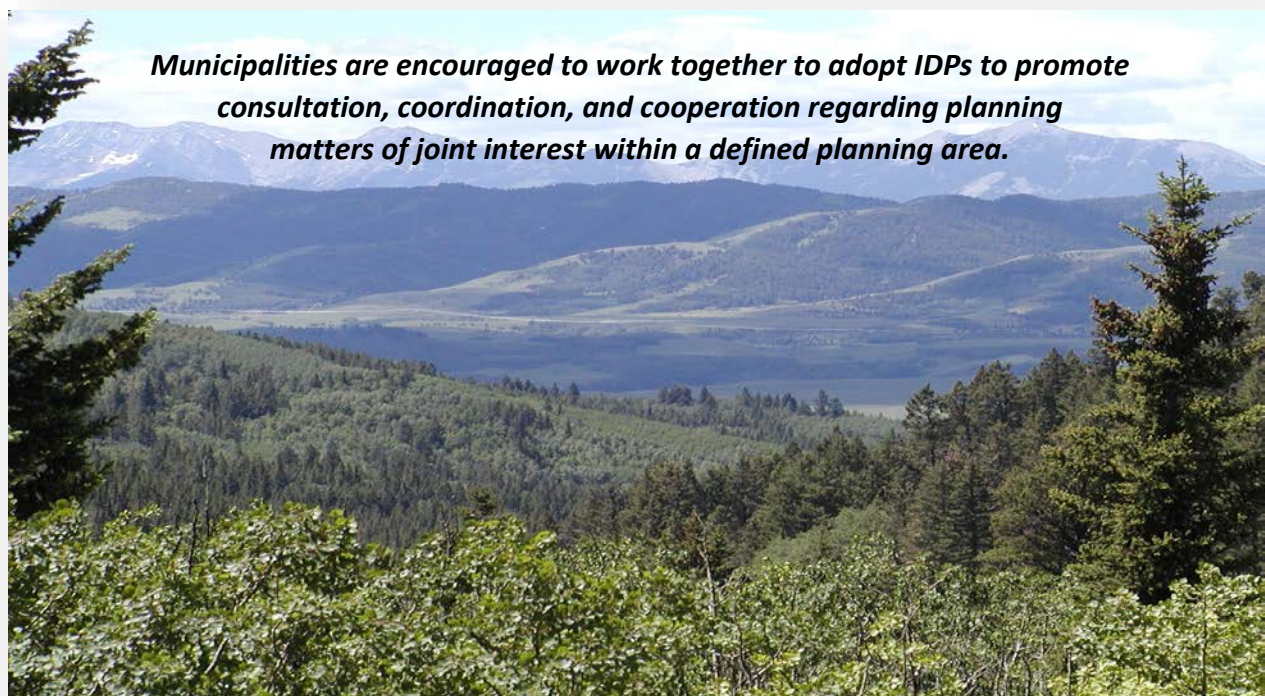 Municipalities are encouraged to work together to adopt IDPs to promote
consultation, coordination, and cooperation regarding planning
matters of joint interest within a defined planning area.